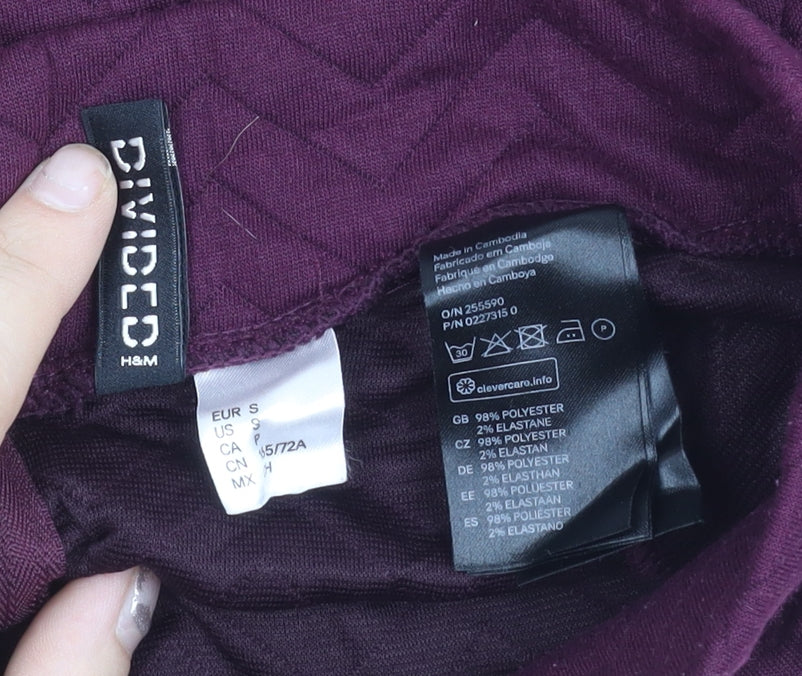 DIVIDED
H&M
EUR S
US S
CA P
CN 65/72A
MX H
Made in Cambodia
Fabricado em Camboja
Fabriqué en Cambodge
Hecho en Camboya
O/N 255590
P/N 0227315 0
30
P
clevercare.info
GB 98% POLYESTER
2% ELASTANE
CZ 98% POLYESTER
2% ELASTAN
DE 98% POLYESTER
2% ELASTHAN
EE 98% POLÜESTER
2% ELASTAAN
ES 98% POLIÉSTER
2% ELASTANO